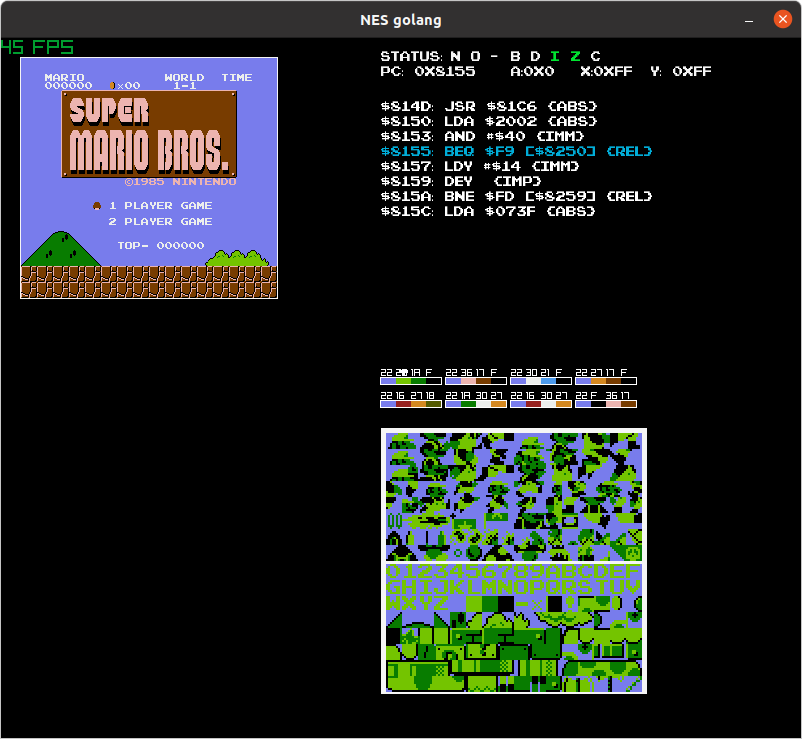 NES golang
45 FPS
MARIO WORLD TIME
000000 x00 1-1
SUPER
MARIO BROS.
©1985 NINTENDO
1 PLAYER GAME
2 PLAYER GAME
TOP- 000000
STATUS: N O - B D I Z C
PC: 0X8155 A:0X0 X:0XFF Y: 0XFF
$814D: JSR $81C6 {ABS}
$8150: LDA $2002 {ABS}
$8153: AND #$40 {IMM}
$8155: BEQ $F9 [$8250] {REL}
$8157: LDY #$14 {IMM}
$8159: DEY {IMP}
$815A: BNE $FD [$8259] {REL}
$815C: LDA $073F {ABS}
22 29 1A F 22 36 17 F 22 30 21 F 22 27 17 F
22 16 27 18 22 1A 30 27 22 16 30 27 22 F 36 17
0123456789ABCDEF
GHIJKLMNOPQRSTUV
WXYZ